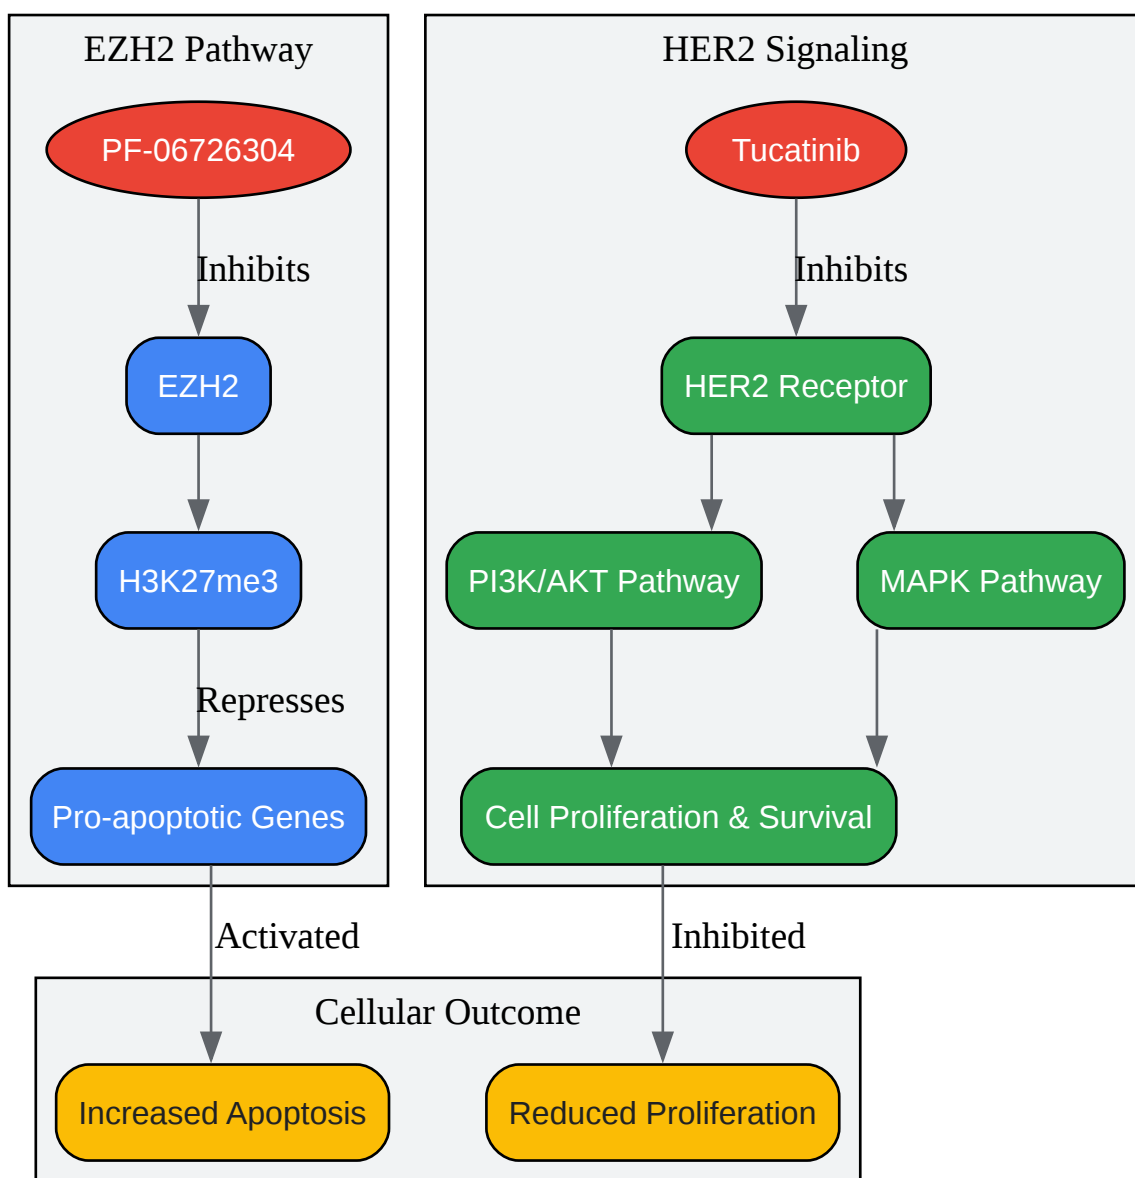 EZH2 Pathway
PF-06726304
Inhibits
EZH2
H3K27me3
Represses
Pro-apoptotic Genes
Activated
HER2 Signaling
Tucatinib
Inhibits
HER2 Receptor
PI3K/AKT Pathway
MAPK Pathway
Cell Proliferation & Survival
Inhibited
Cellular Outcome
Increased Apoptosis
Reduced Proliferation